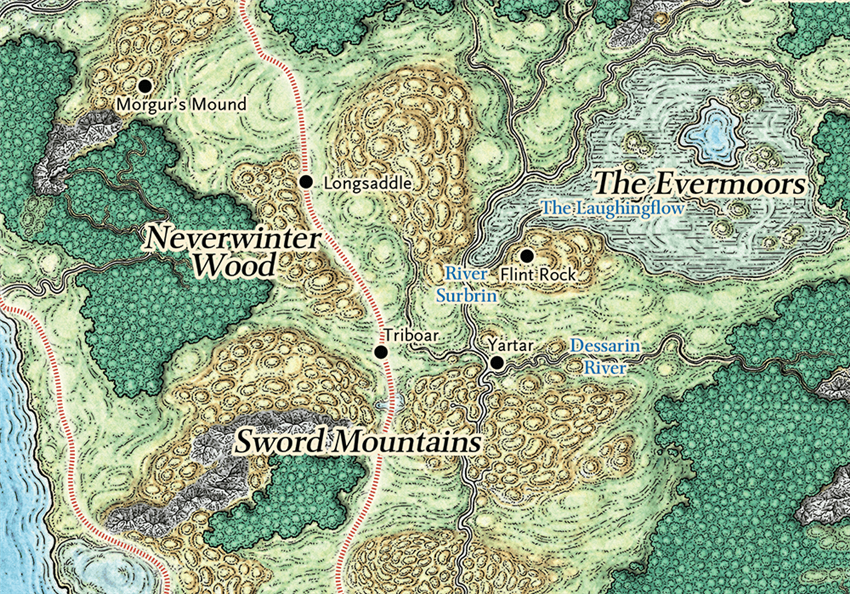 Morgur's Mound
Longsaddle
The Evermoors
The Laughingflow
Neverwinter
Wood
River
Surbrin
Flint Rock
Triboar
Yartar
Dessarin
River
Sword Mountains